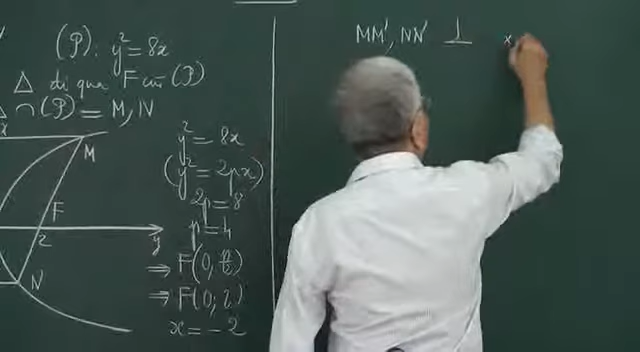 (P): y² = 8x
Δ đi qua F của (P)
Δ ∩ (P) = M, N
M
F
2
y
N
y² = 8x
(y² = 2px)
2p = 8
p = 4
⇒ F(0; p/2)
⇒ F(0; 2)
x = -2
MM', NN' ⊥ x